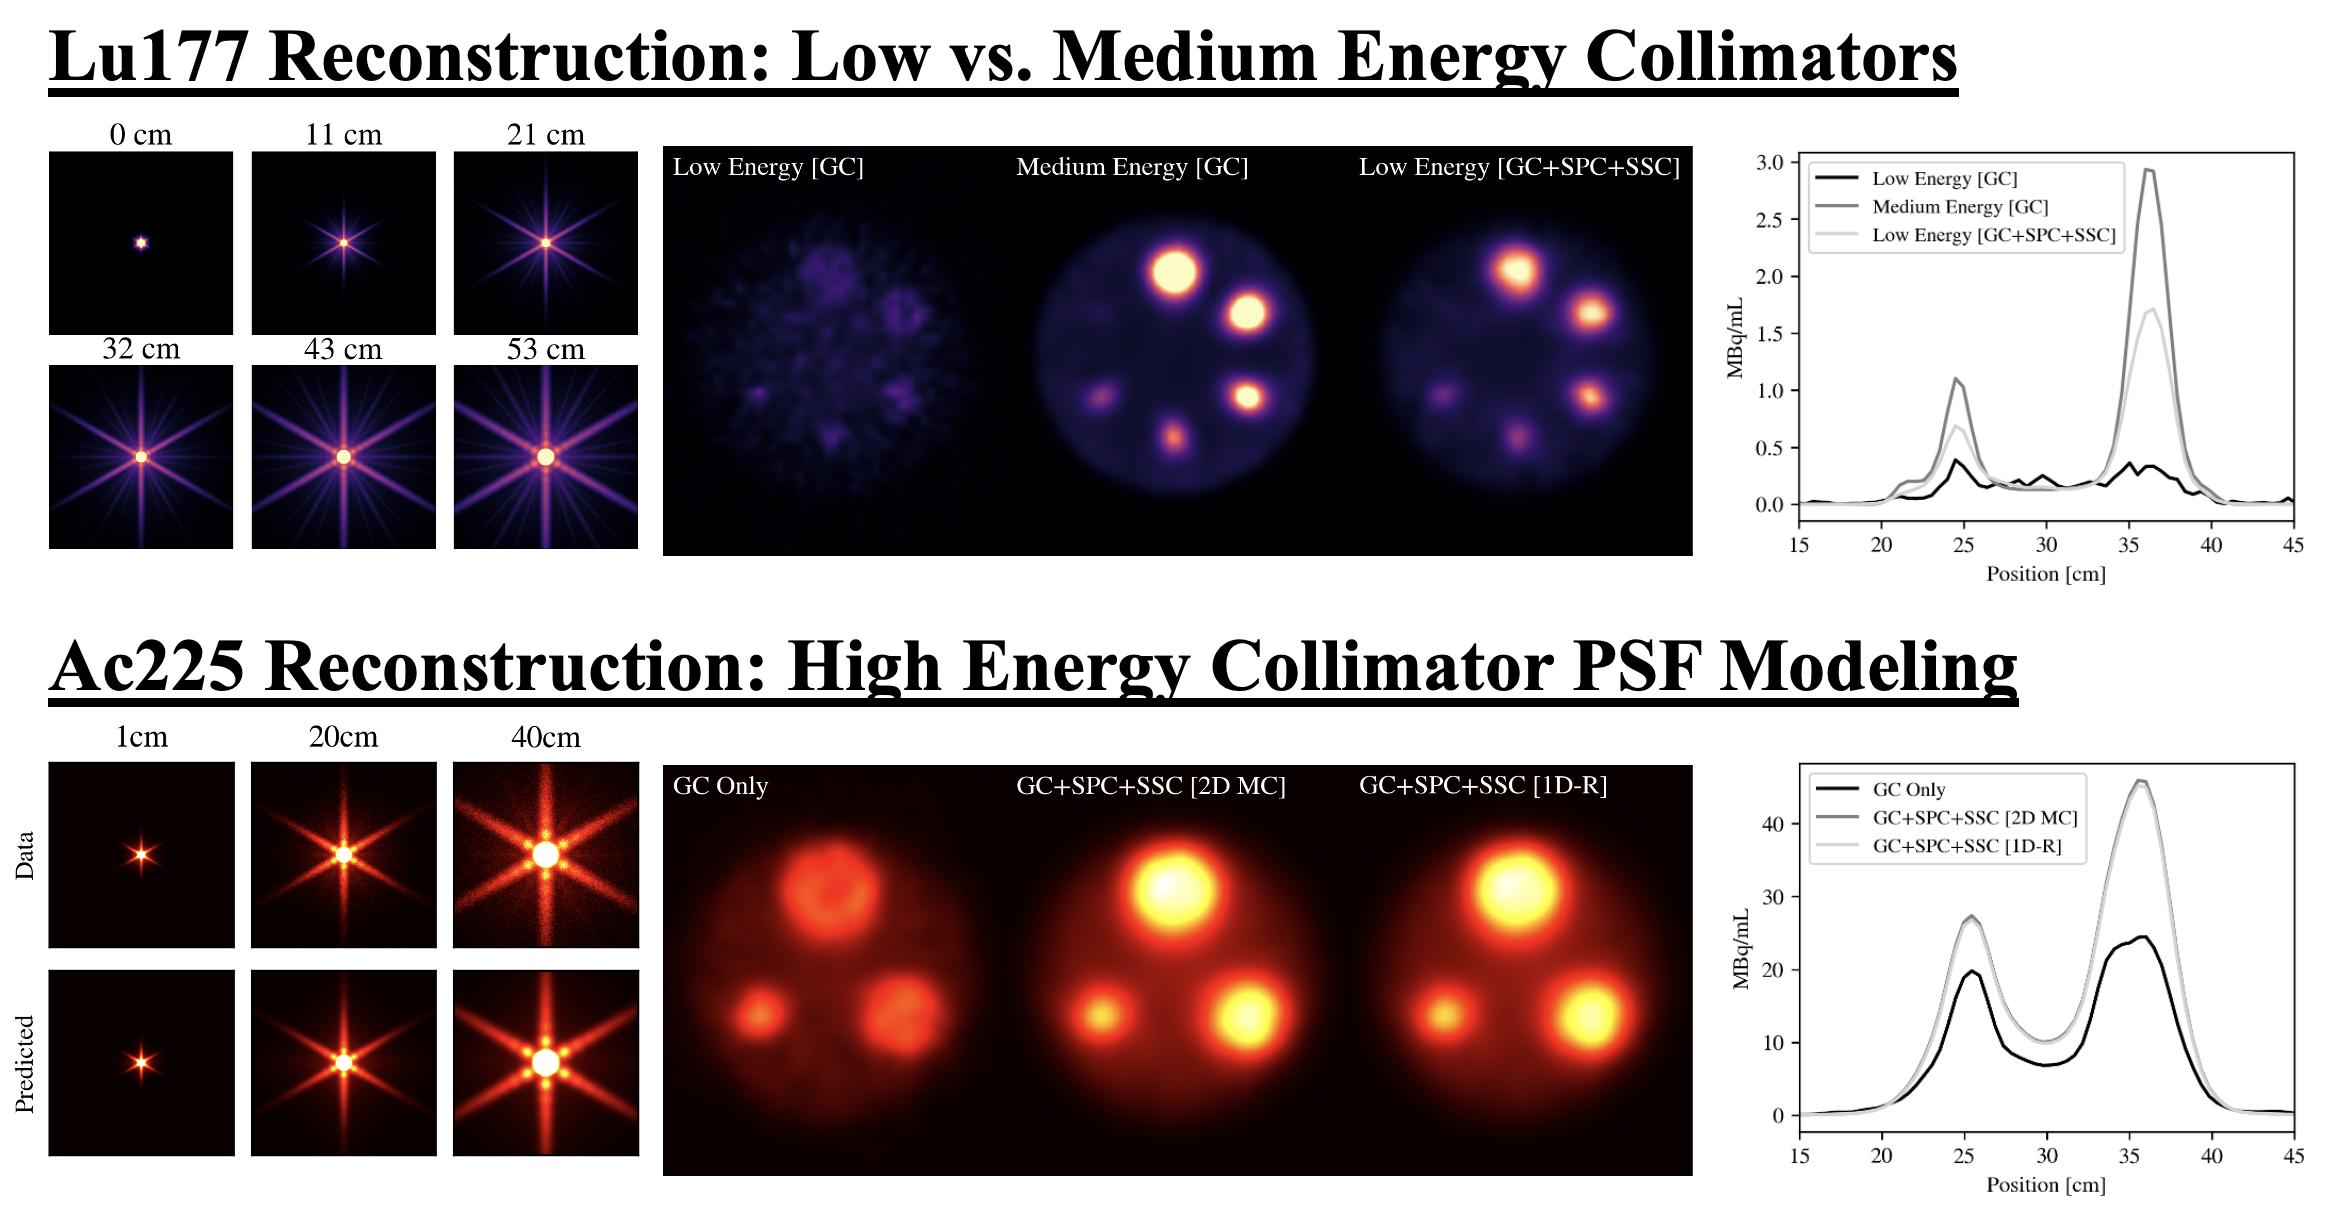 Lu177 Reconstruction: Low vs. Medium Energy Collimators
0 cm
11 cm
21 cm
32 cm
43 cm
53 cm
Low Energy [GC]
Medium Energy [GC]
Low Energy [GC+SPC+SSC]
Low Energy [GC]
Medium Energy [GC]
Low Energy [GC+SPC+SSC]
MBq/mL
3.0
2.5
2.0
1.5
1.0
0.5
0.0
15 20 25 30 35 40 45
Position [cm]
Ac225 Reconstruction: High Energy Collimator PSF Modeling
1cm
20cm
40cm
Data
Predicted
GC Only
GC+SPC+SSC [2D MC]
GC+SPC+SSC [1D-R]
GC Only
GC+SPC+SSC [2D MC]
GC+SPC+SSC [1D-R]
MBq/mL
40
30
20
10
0
15 20 25 30 35 40 45
Position [cm]